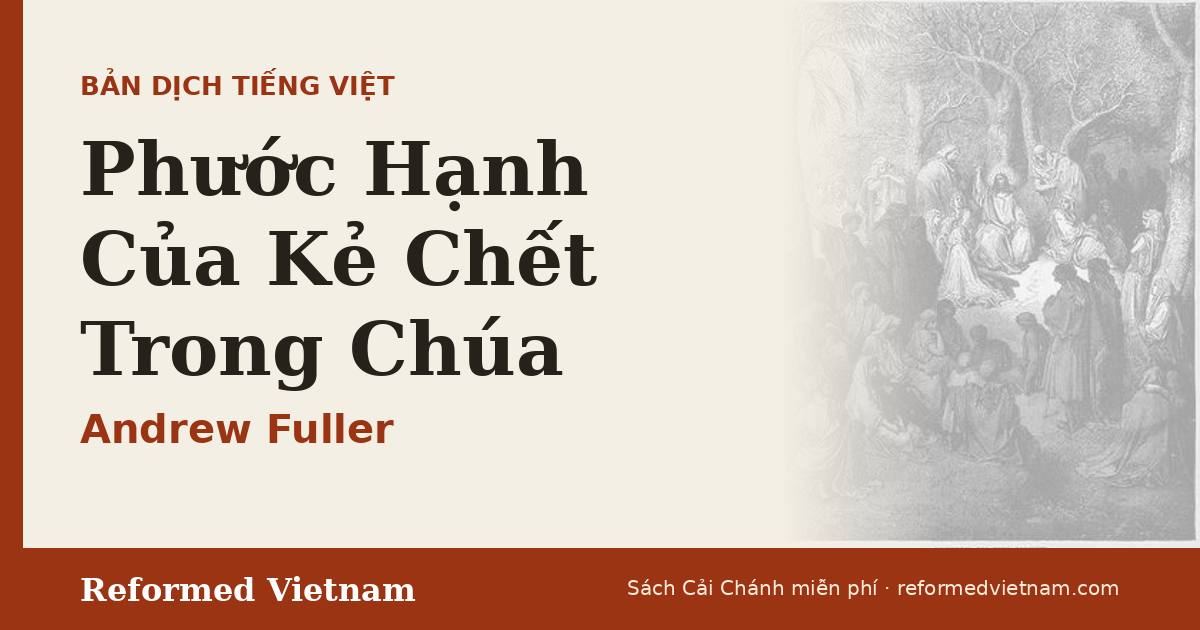 BẢN DỊCH TIẾNG VIỆT
Phước Hạnh
Của Kẻ Chết
Trong Chúa
Andrew Fuller
Reformed Vietnam
Sách Cải Chánh miễn phí · reformedvietnam.com